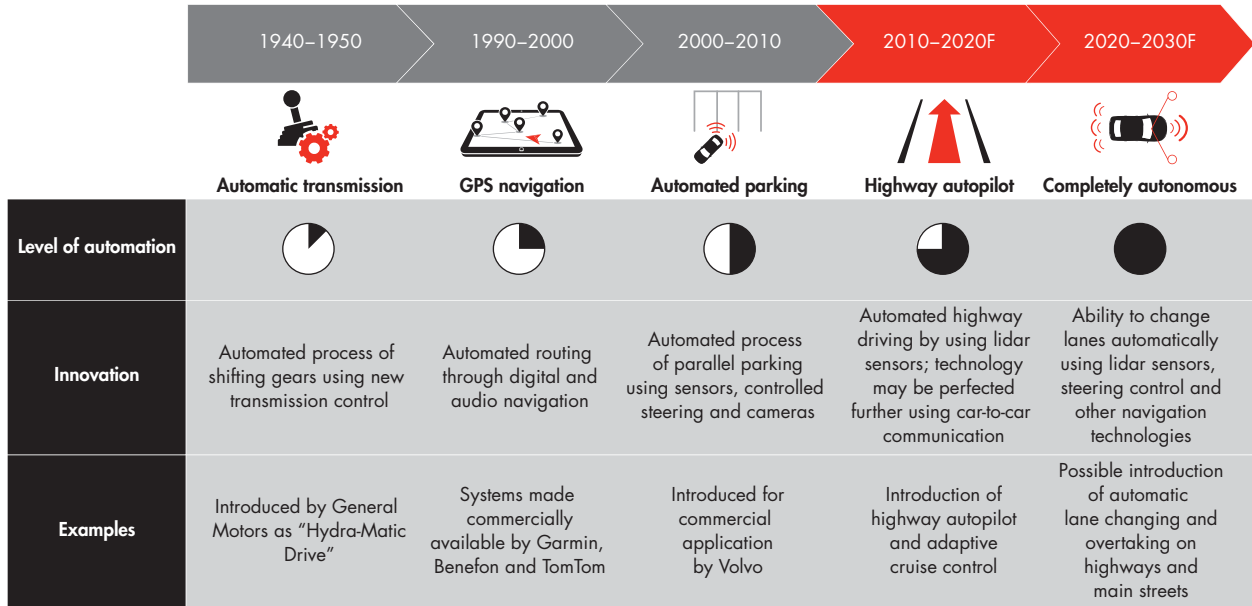 1940–1950
1990–2000
2000–2010
2010–2020F
2020–2030F
Automatic transmission
GPS navigation
Automated parking
Highway autopilot
Completely autonomous
Level of automation
Innovation
Automated process of
shifting gears using new
transmission control
Automated routing
through digital and
audio navigation
Automated process
of parallel parking
using sensors, controlled
steering and cameras
Automated highway
driving by using lidar
sensors; technology
may be perfected
further using car-to-car
communication
Ability to change
lanes automatically
using lidar sensors,
steering control and
other navigation
technologies
Examples
Introduced by General
Motors as “Hydra-Matic
Drive”
Systems made
commercially
available by Garmin,
Benefon and TomTom
Introduced for
commercial
application
by Volvo
Introduction of
highway autopilot
and adaptive
cruise control
Possible introduction
of automatic
lane changing and
overtaking on
highways and
main streets